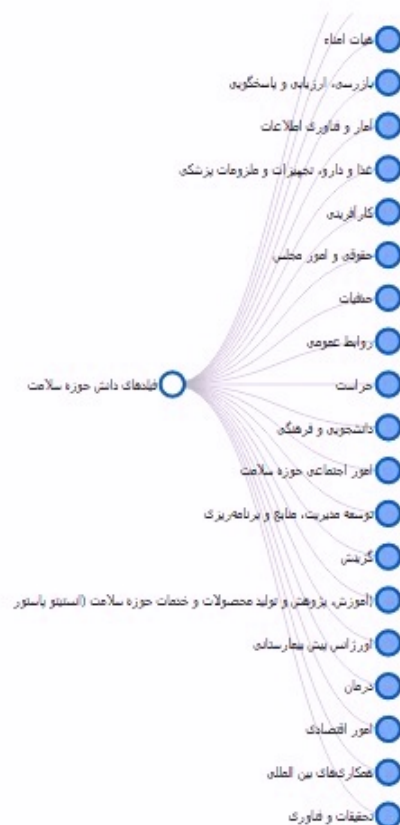 هیات امناء
بازرسی، ارزیابی و پاسخگویی
آمار و فناوری اطلاعات
غذا و دارو، تجهیزات و ملزومات پزشکی
کارآفرینی
حقوقی و امور مجلس
صنفیات
روابط عمومی
حراست
فیلدهای دانش حوزه سلامت
دانشجویی و فرهنگی
امور اجتماعی حوزه سلامت
توسعه مدیریت، منابع و برنامه‌ریزی
گزینش
آموزش، پژوهش و تولید محصولات و خدمات حوزه سلامت (انستیتو پاستور)
اورژانس پیش بیمارستانی
درمان
امور اقتصادی
همکاری‌های بین المللی
تحقیقات و فناوری